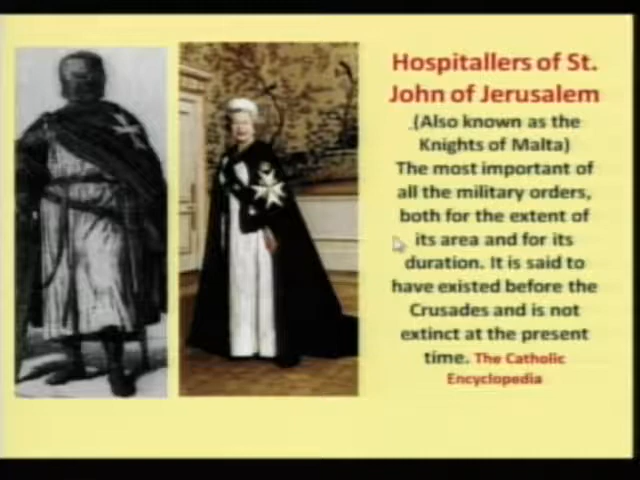 Hospitallers of St.
John of Jerusalem
(Also known as the
Knights of Malta)
The most important of
all the military orders,
both for the extent of
its area and for its
duration. It is said to
have existed before the
Crusades and is not
extinct at the present
time. The Catholic
Encyclopedia